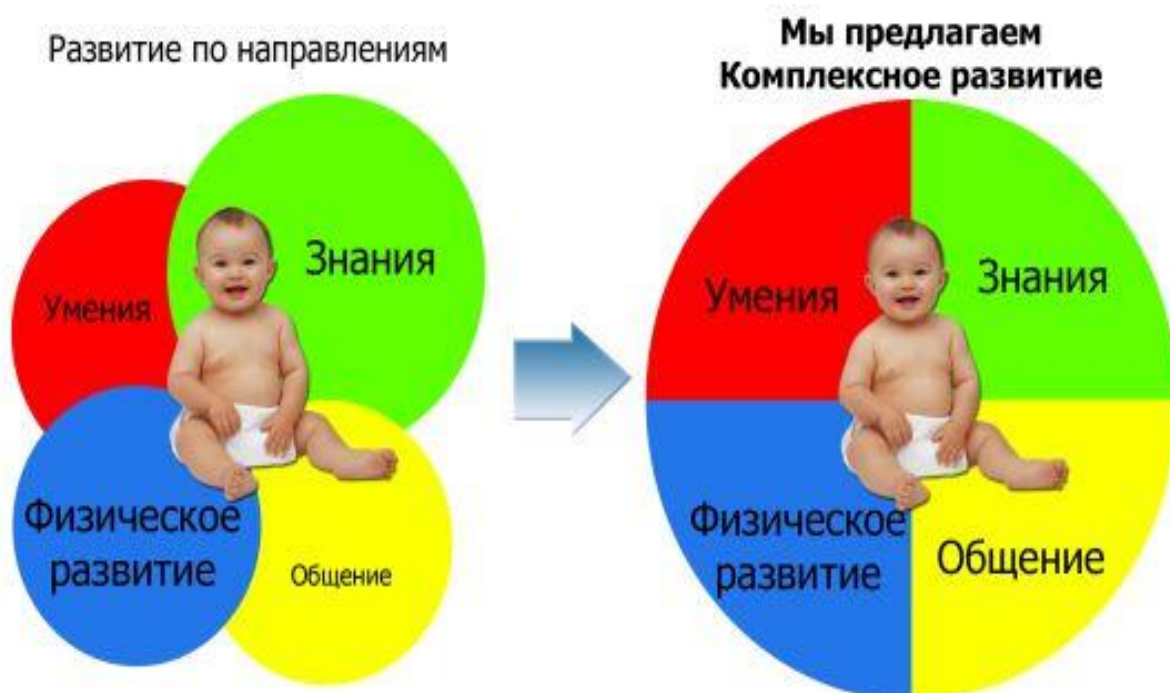 Развитие по направлениям
Умения
Знания
Физическое
развитие
Общение
Мы предлагаем
Комплексное развитие
Умения
Знания
Физическое
развитие
Общение